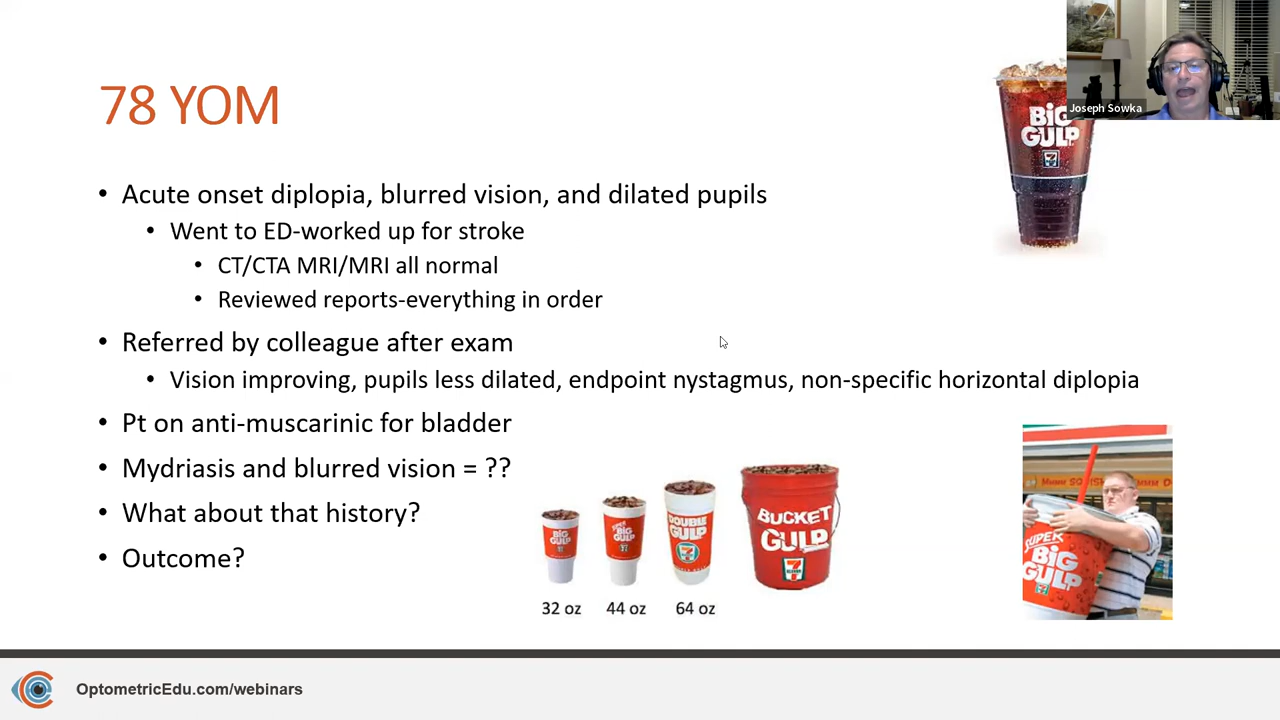 78 YOM
Joseph Sowka
BIG
GULP
7
• Acute onset diplopia, blurred vision, and dilated pupils
• Went to ED-worked up for stroke
• CT/CTA MRI/MRI all normal
• Reviewed reports-everything in order
• Referred by colleague after exam
• Vision improving, pupils less dilated, endpoint nystagmus, non-specific horizontal diplopia
• Pt on anti-muscarinic for bladder
• Mydriasis and blurred vision = ??
• What about that history?
• Outcome?
BIG
GULP
SUPER
BIG
GULP
DOUBLE
GULP
BUCKET
GULP
7
ELEVEN
32 oz
44 oz
64 oz
SUPER
BIG
GULP
OptometricEdu.com/webinars